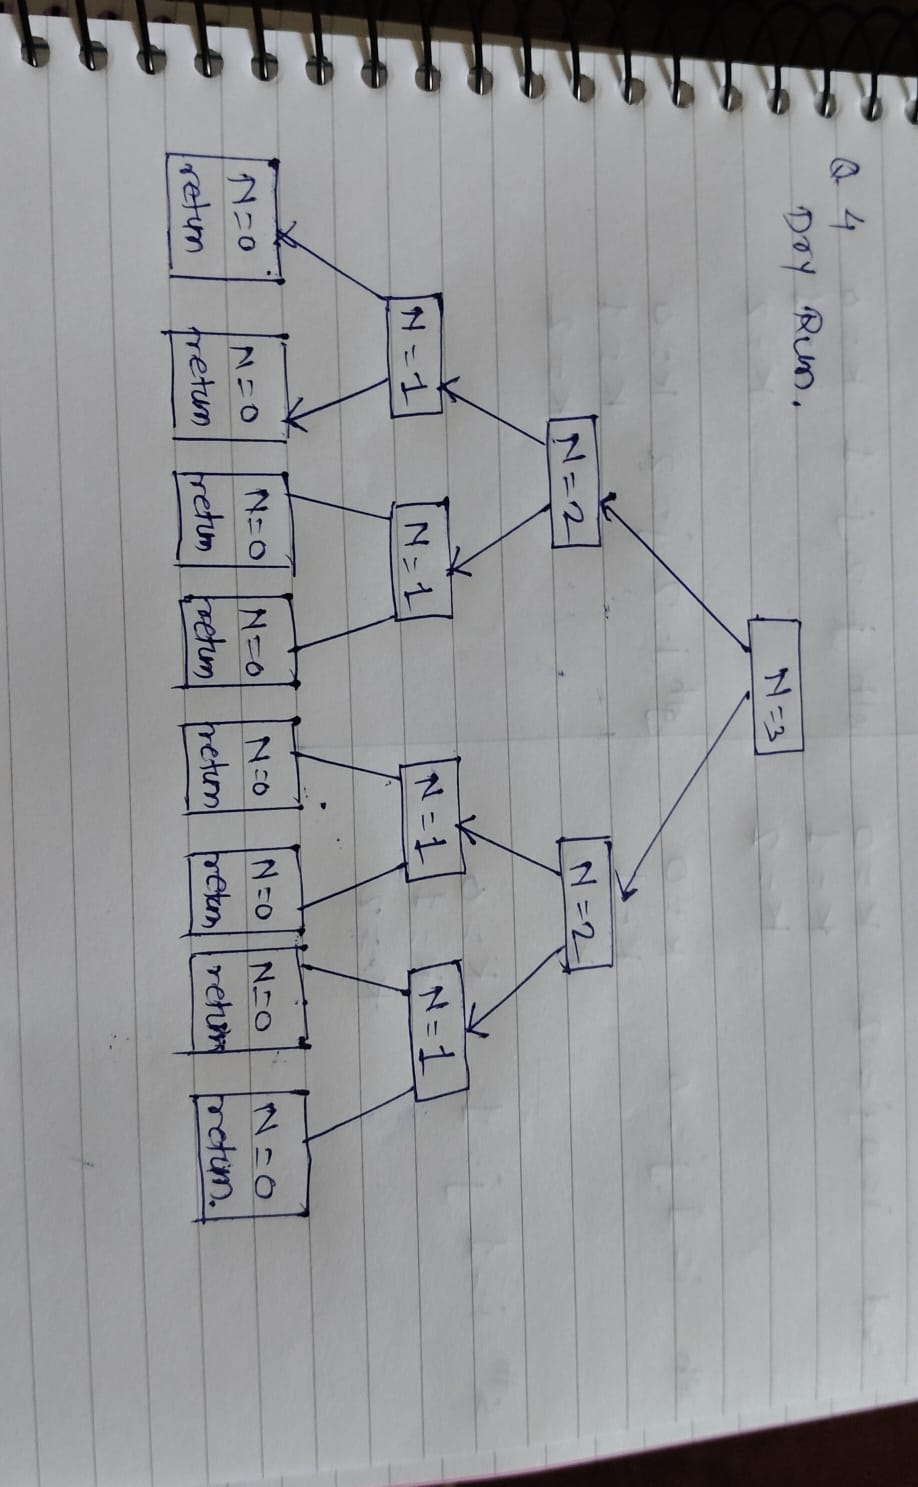 Q 4
Dry Run.
N=3
N=2
N=2
N=1
N=1
N=1
N=1
N=0
return
N=0
return
N=0
return
N=0
return
N=0
return
N=0
return
N=0
return
N=0
return.